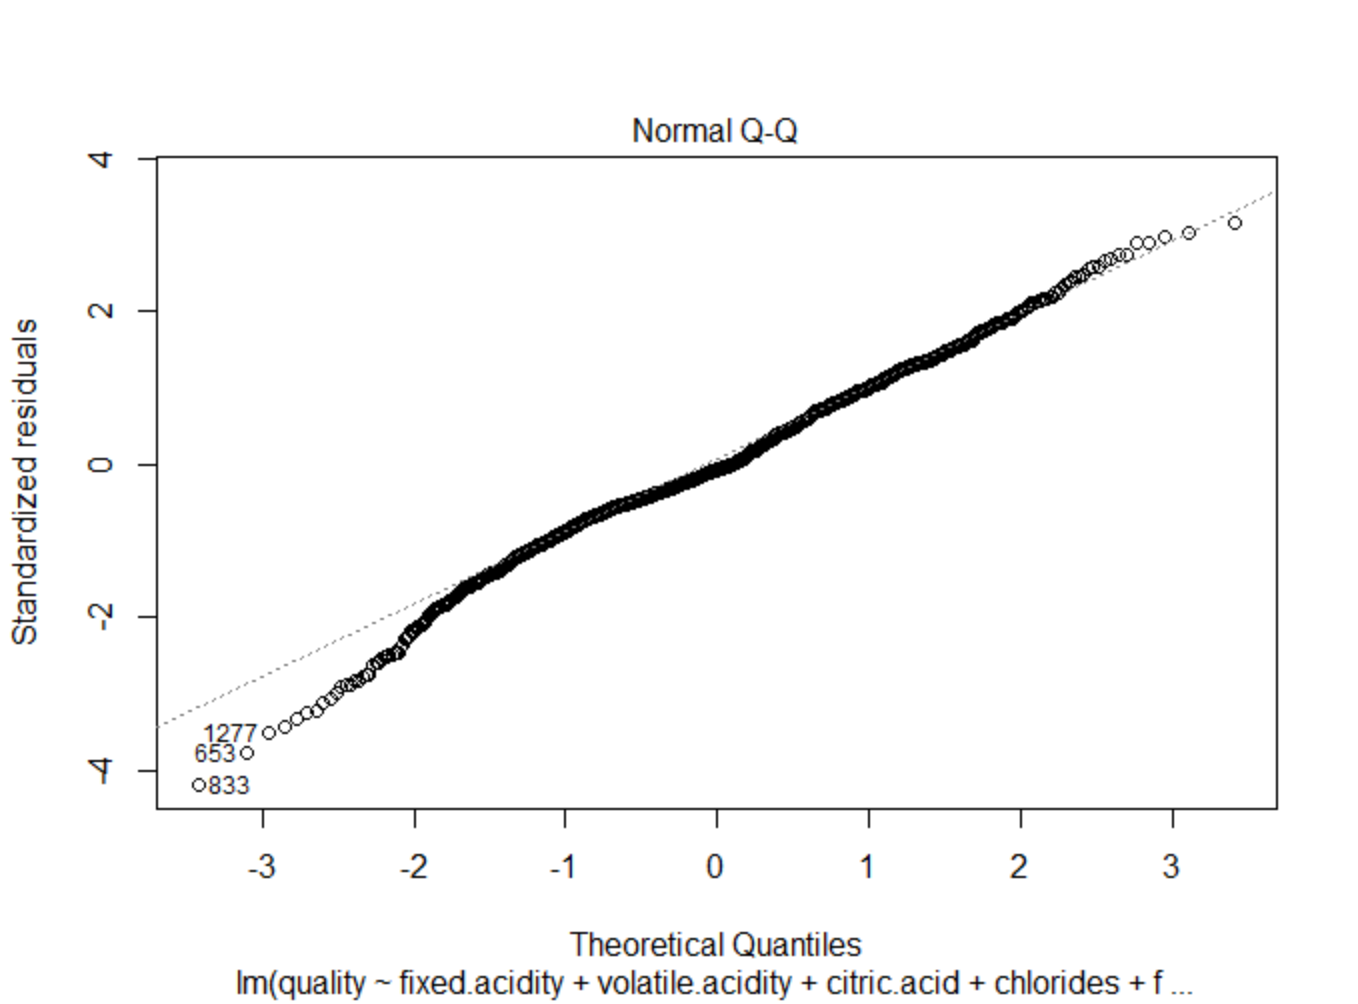 Normal Q-Q
4
2
0
-2
-4
Standardized residuals
1277
653
833
-3 -2 -1 0 1 2 3
Theoretical Quantiles
lm(quality ~ fixed.acidity + volatile.acidity + citric.acid + chlorides + f ...